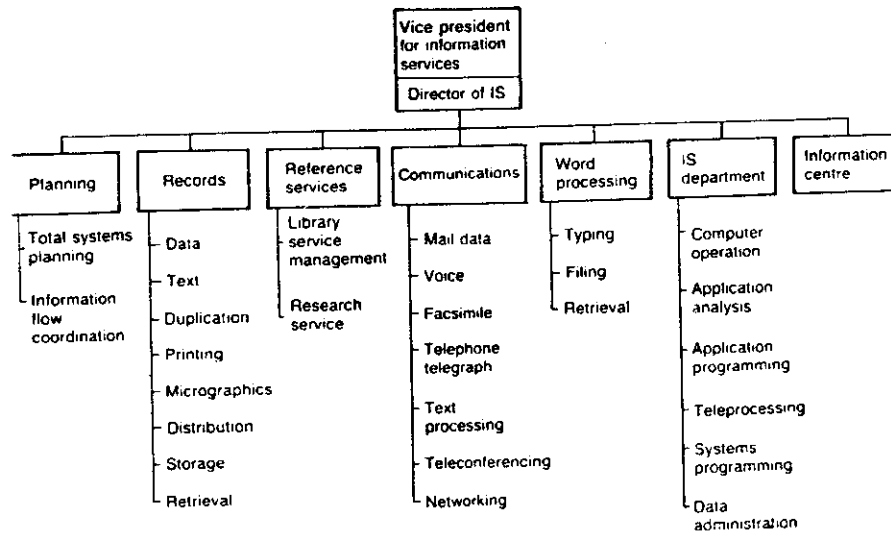 Vice president
for information
services
Director of IS
Planning
Total systems
planning
Information
flow
coordination
Records
Data
Text
Duplication
Printing
Micrographics
Distribution
Storage
Retrieval
Reference
services
Library
service
management
Research
service
Communications
Mail data
Voice
Facsimile
Telephone
telegraph
Text
processing
Teleconferencing
Networking
Word
processing
Typing
Filing
Retrieval
IS
department
Computer
operation
Application
analysis
Application
programming
Teleprocessing
Systems
programming
Data
administration
Information
centre